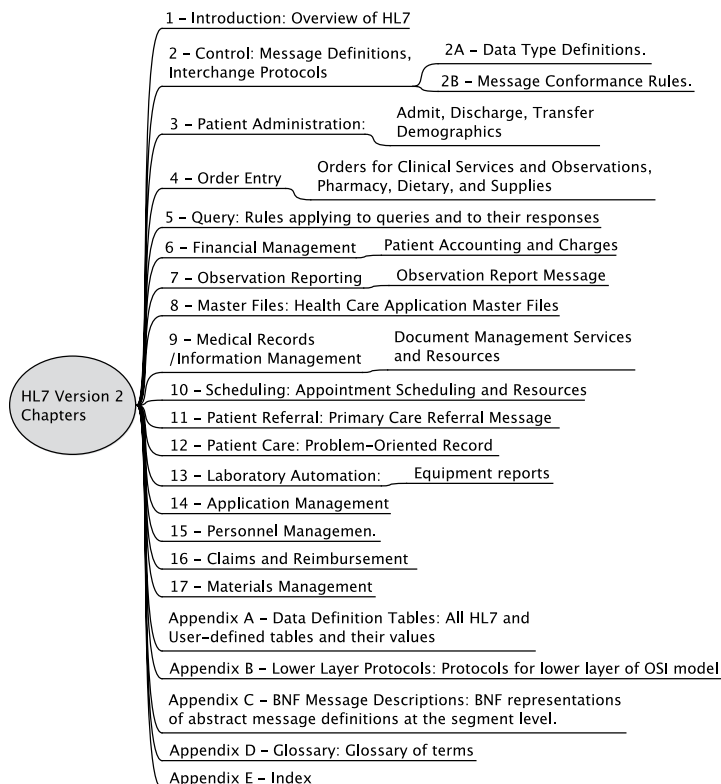 1 – Introduction: Overview of HL7
2 – Control: Message Definitions,
Interchange Protocols
2A – Data Type Definitions.
2B – Message Conformance Rules.
3 – Patient Administration:
Admit, Discharge, Transfer
Demographics
4 – Order Entry
Orders for Clinical Services and Observations,
Pharmacy, Dietary, and Supplies
5 – Query: Rules applying to queries and to their responses
6 – Financial Management
Patient Accounting and Charges
7 – Observation Reporting
Observation Report Message
8 – Master Files: Health Care Application Master Files
9 – Medical Records
/Information Management
Document Management Services
and Resources
HL7 Version 2
Chapters
10 – Scheduling: Appointment Scheduling and Resources
11 – Patient Referral: Primary Care Referral Message
12 – Patient Care: Problem–Oriented Record
13 – Laboratory Automation:
Equipment reports
14 – Application Management
15 – Personnel Managemen.
16 – Claims and Reimbursement
17 – Materials Management
Appendix A – Data Definition Tables: All HL7 and
User–defined tables and their values
Appendix B – Lower Layer Protocols: Protocols for lower layer of OSI model
Appendix C – BNF Message Descriptions: BNF representations
of abstract message definitions at the segment level.
Appendix D – Glossary: Glossary of terms
Appendix E – Index